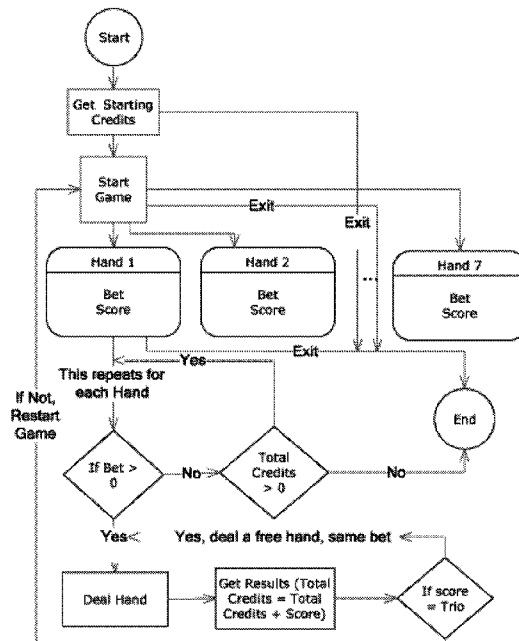 Start
Get Starting
Credits
Start
Game
Exit
Exit
Hand 1
Bet
Score
Hand 2
Bet
Score
...
Hand 7
Bet
Score
Exit
Yes
This repeats for
each Hand
If Not,
Restart
Game
End
If Bet >
0
No
Total
Credits
> 0
No
Yes
Yes, deal a free hand, same bet
Deal Hand
Get Results (Total
Credits = Total
Credits + Score)
If score
= Trio